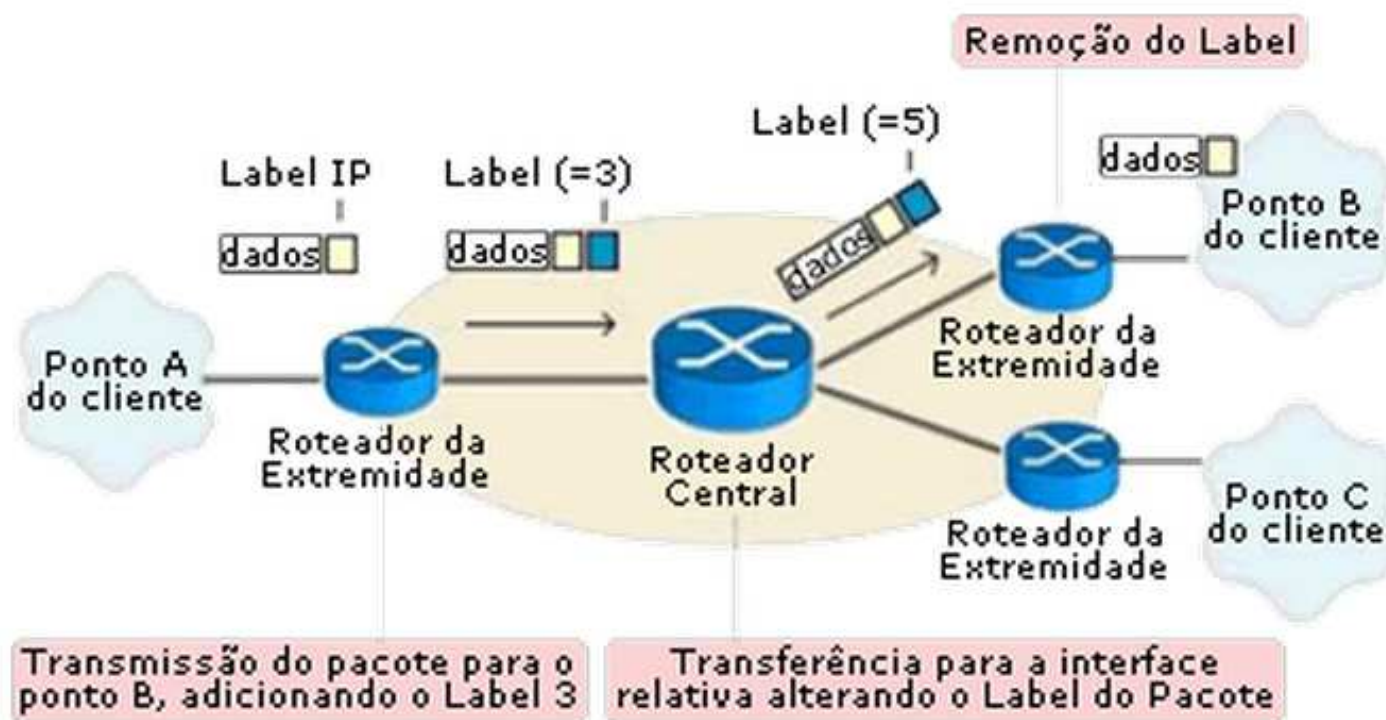 Remoção do Label
Label (=5)
Label IP
Label (=3)
dados
dados
dados
dados
Ponto A
do cliente
Ponto B
do cliente
Ponto C
do cliente
Roteador da
Extremidade
Roteador
Central
Roteador da
Extremidade
Roteador da
Extremidade
Transmissão do pacote para o
ponto B, adicionando o Label 3
Transferência para a interface
relativa alterando o Label do Pacote